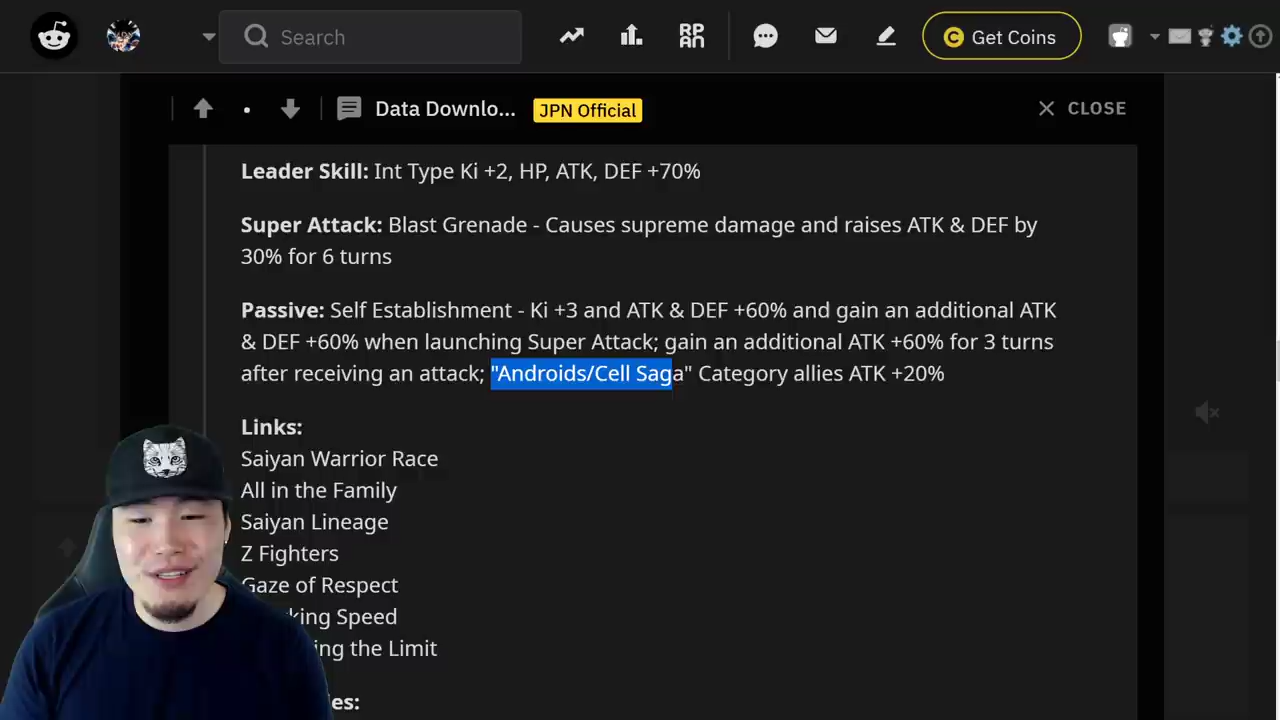 Search
RPAN
Get Coins
Data Downlo...
JPN Official
CLOSE
Leader Skill: Int Type Ki +2, HP, ATK, DEF +70%
Super Attack: Blast Grenade - Causes supreme damage and raises ATK & DEF by
30% for 6 turns
Passive: Self Establishment - Ki +3 and ATK & DEF +60% and gain an additional ATK
& DEF +60% when launching Super Attack; gain an additional ATK +60% for 3 turns
after receiving an attack; "Androids/Cell Saga" Category allies ATK +20%
Links:
Saiyan Warrior Race
All in the Family
Saiyan Lineage
Z Fighters
Gaze of Respect
king Speed
ing the Limit
es: